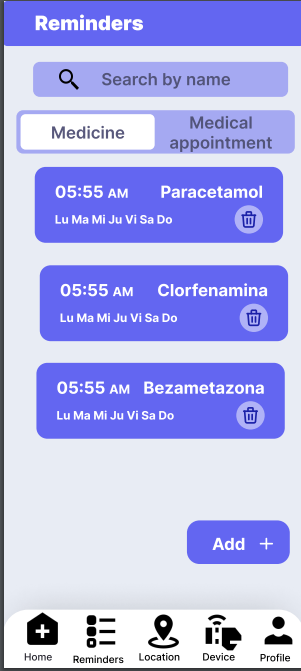 Reminders
Search by name
Medicine
Medical
appointment
05:55 AM Paracetamol
Lu Ma Mi Ju Vi Sa Do
05:55 AM Clorfenamina
Lu Ma Mi Ju Vi Sa Do
05:55 AM Bezametazona
Lu Ma Mi Ju Vi Sa Do
Add +
Home Reminders Location Device Profile